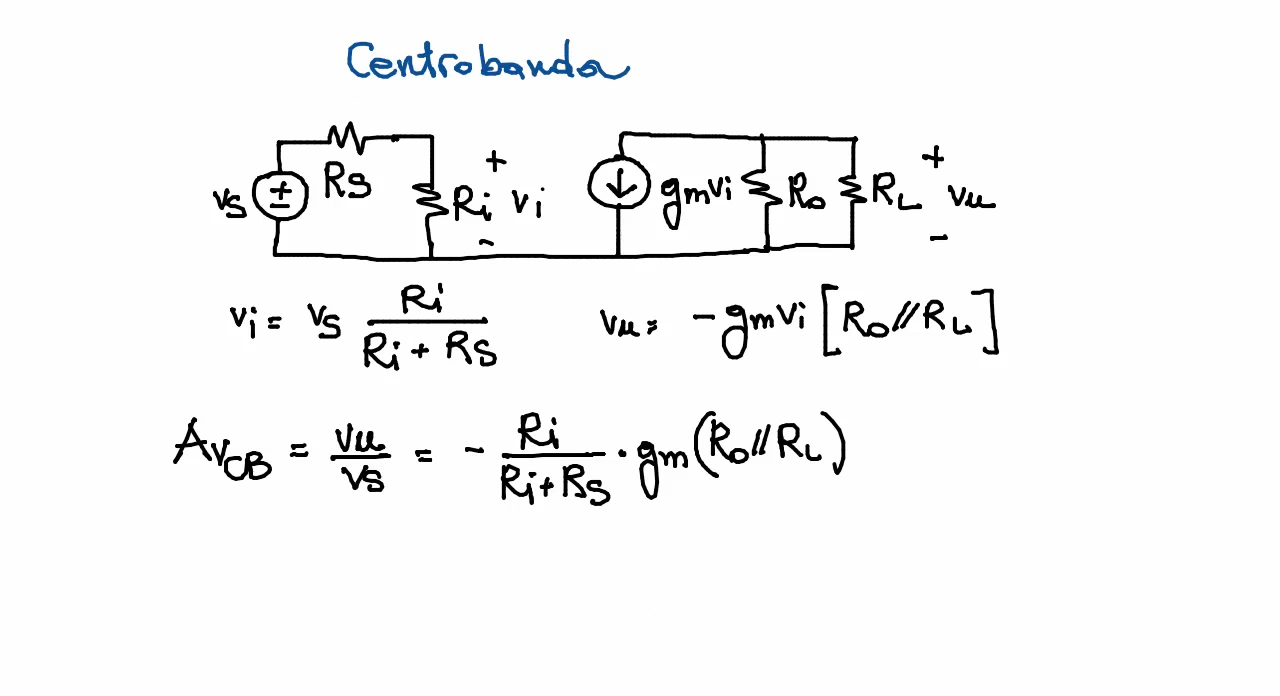 Centrobanda
vs + - Rs Ri + vi - gmvi Ro RL + vu -
vi = vs Ri / (Ri + Rs) vu = -gmvi [Ro // RL]
AvCB = vu / vs = - Ri / (Ri + Rs) · gm (Ro // RL)